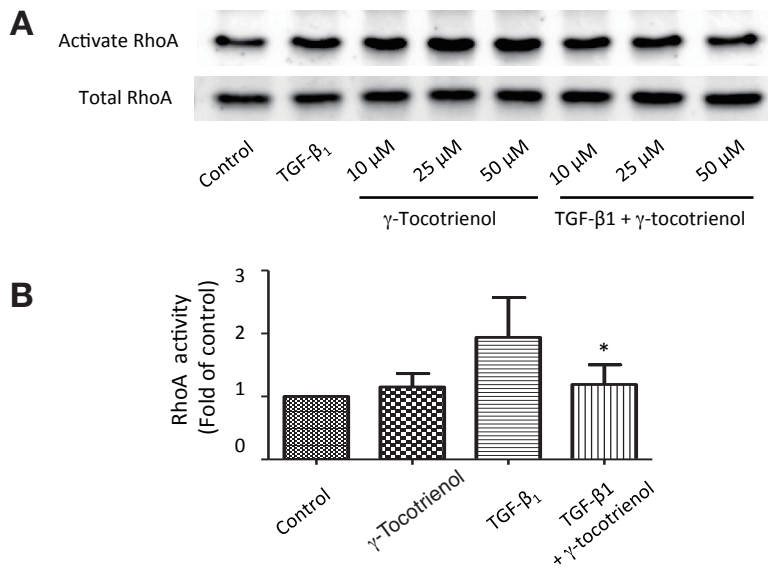 A
Activate RhoA
Total RhoA
Control
TGF-β₁
10 μM
25 μM
50 μM
10 μM
25 μM
50 μM
γ-Tocotrienol
TGF-β1 + γ-tocotrienol
B
RhoA activity
(Fold of control)
3
2
1
0
*
Control
γ-Tocotrienol
TGF-β₁
TGF-β1
+ γ-tocotrienol